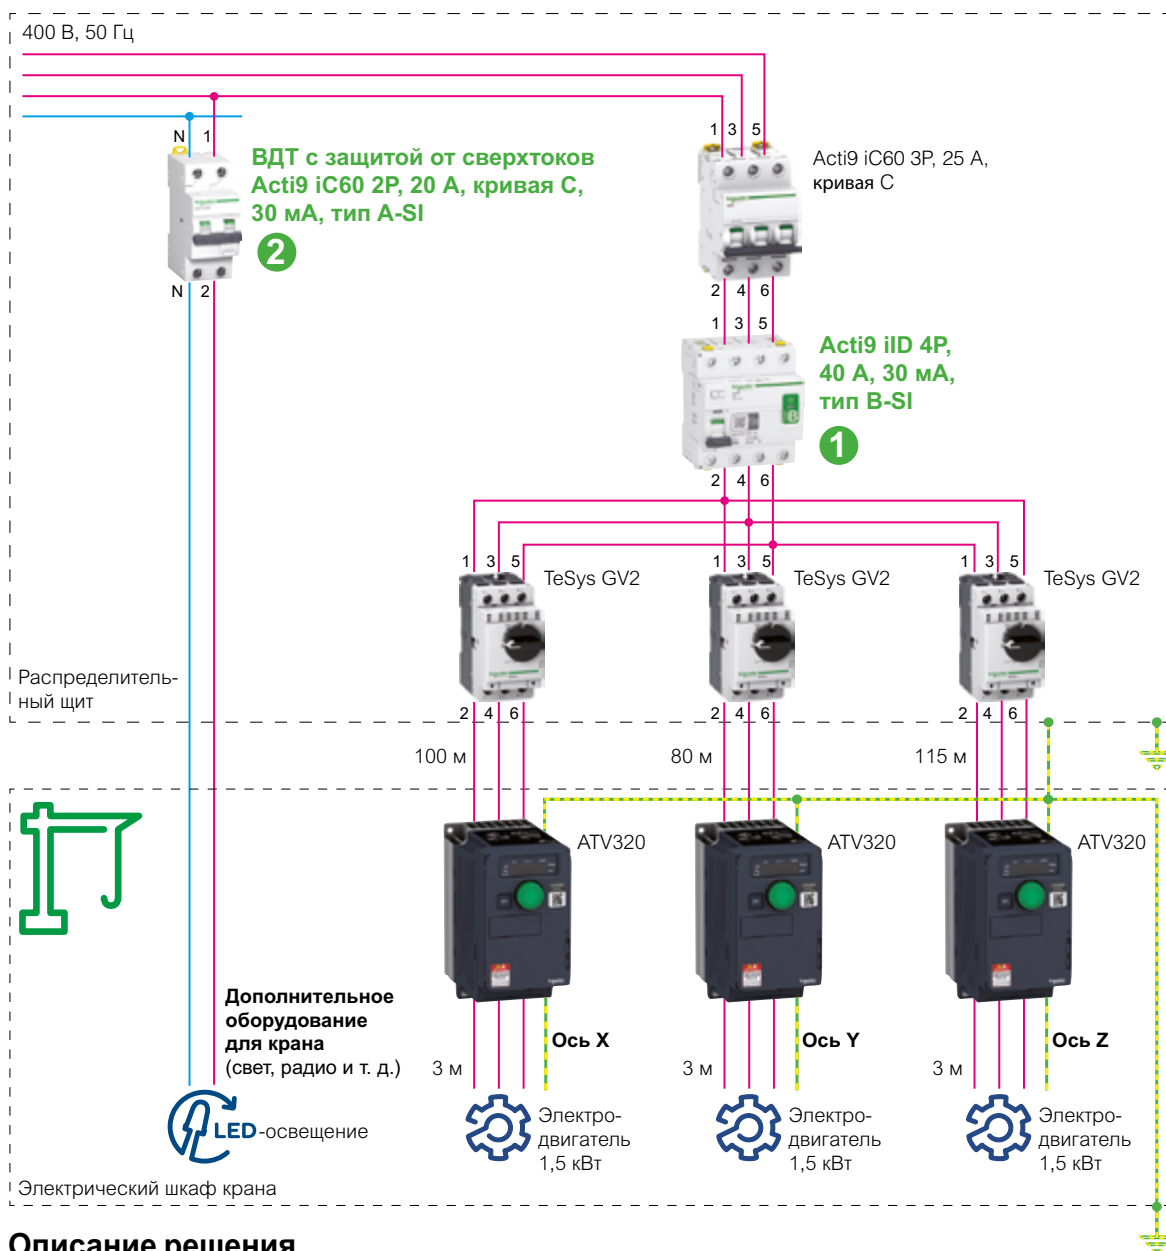 400 В, 50 Гц
N 1
ВДТ с защитой от сверхтоков
Acti9 iC60 2P, 20 А, кривая С,
30 мА, тип A-SI
2
N 2
1 3 5
Acti9 iC60 3P, 25 А,
кривая С
2 4 6
1 3 5
Acti9 iID 4P,
40 А, 30 мА,
тип B-SI
1
2 4 6
1 3 5
TeSys GV2
1 3 5
TeSys GV2
1 3 5
TeSys GV2
Распределитель-
ный щит
2 4 6
2 4 6
2 4 6
100 м
80 м
115 м
ATV320
ATV320
ATV320
Дополнительное
оборудование
для крана
(свет, радио и т. д.)
Ось X
Ось Y
Ось Z
3 м
3 м
3 м
LED-освещение
Электро-
двигатель
1,5 кВт
Электро-
двигатель
1,5 кВт
Электро-
двигатель
1,5 кВт
Электрический шкаф крана
Описание решения